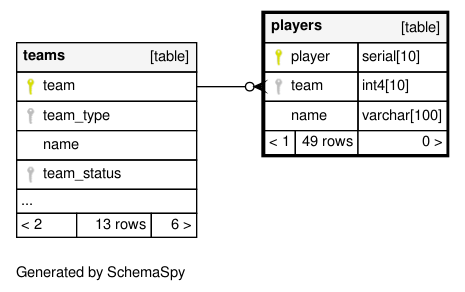 players [table]
player serial[10]
team int4[10]
name varchar[100]
< 1 49 rows 0 >
teams [table]
team
team_type
name
team_status
...
< 2 13 rows 6 >
Generated by SchemaSpy